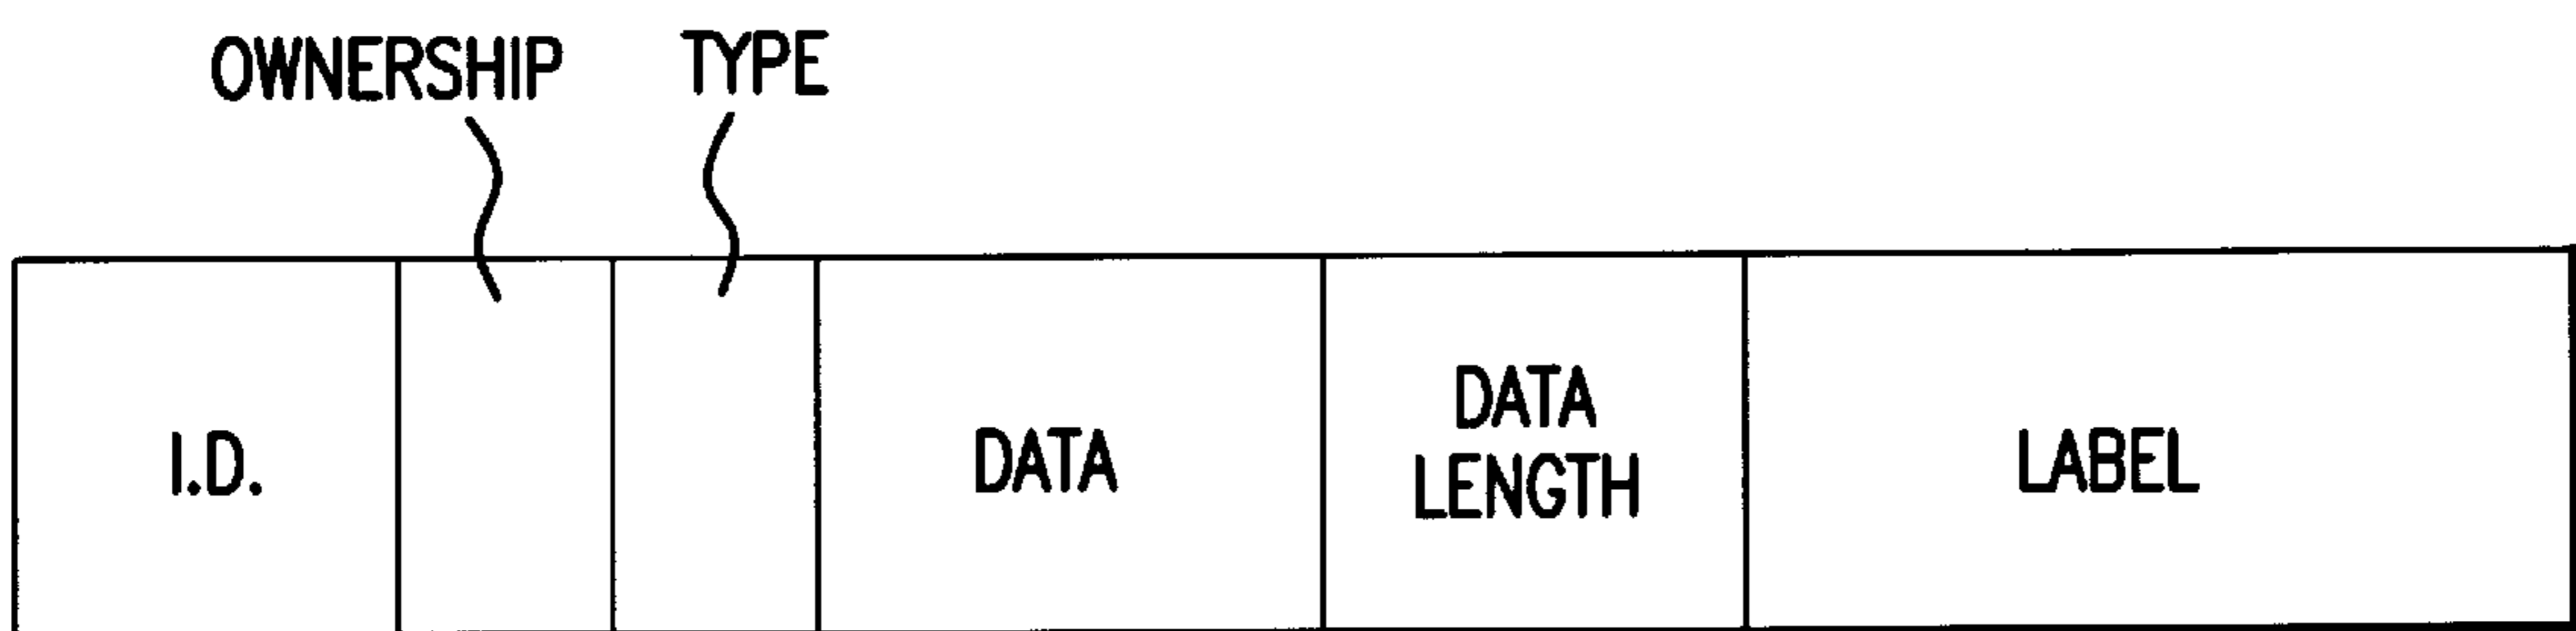 OWNERSHIP TYPE
I.D.
DATA
DATA
LENGTH
LABEL